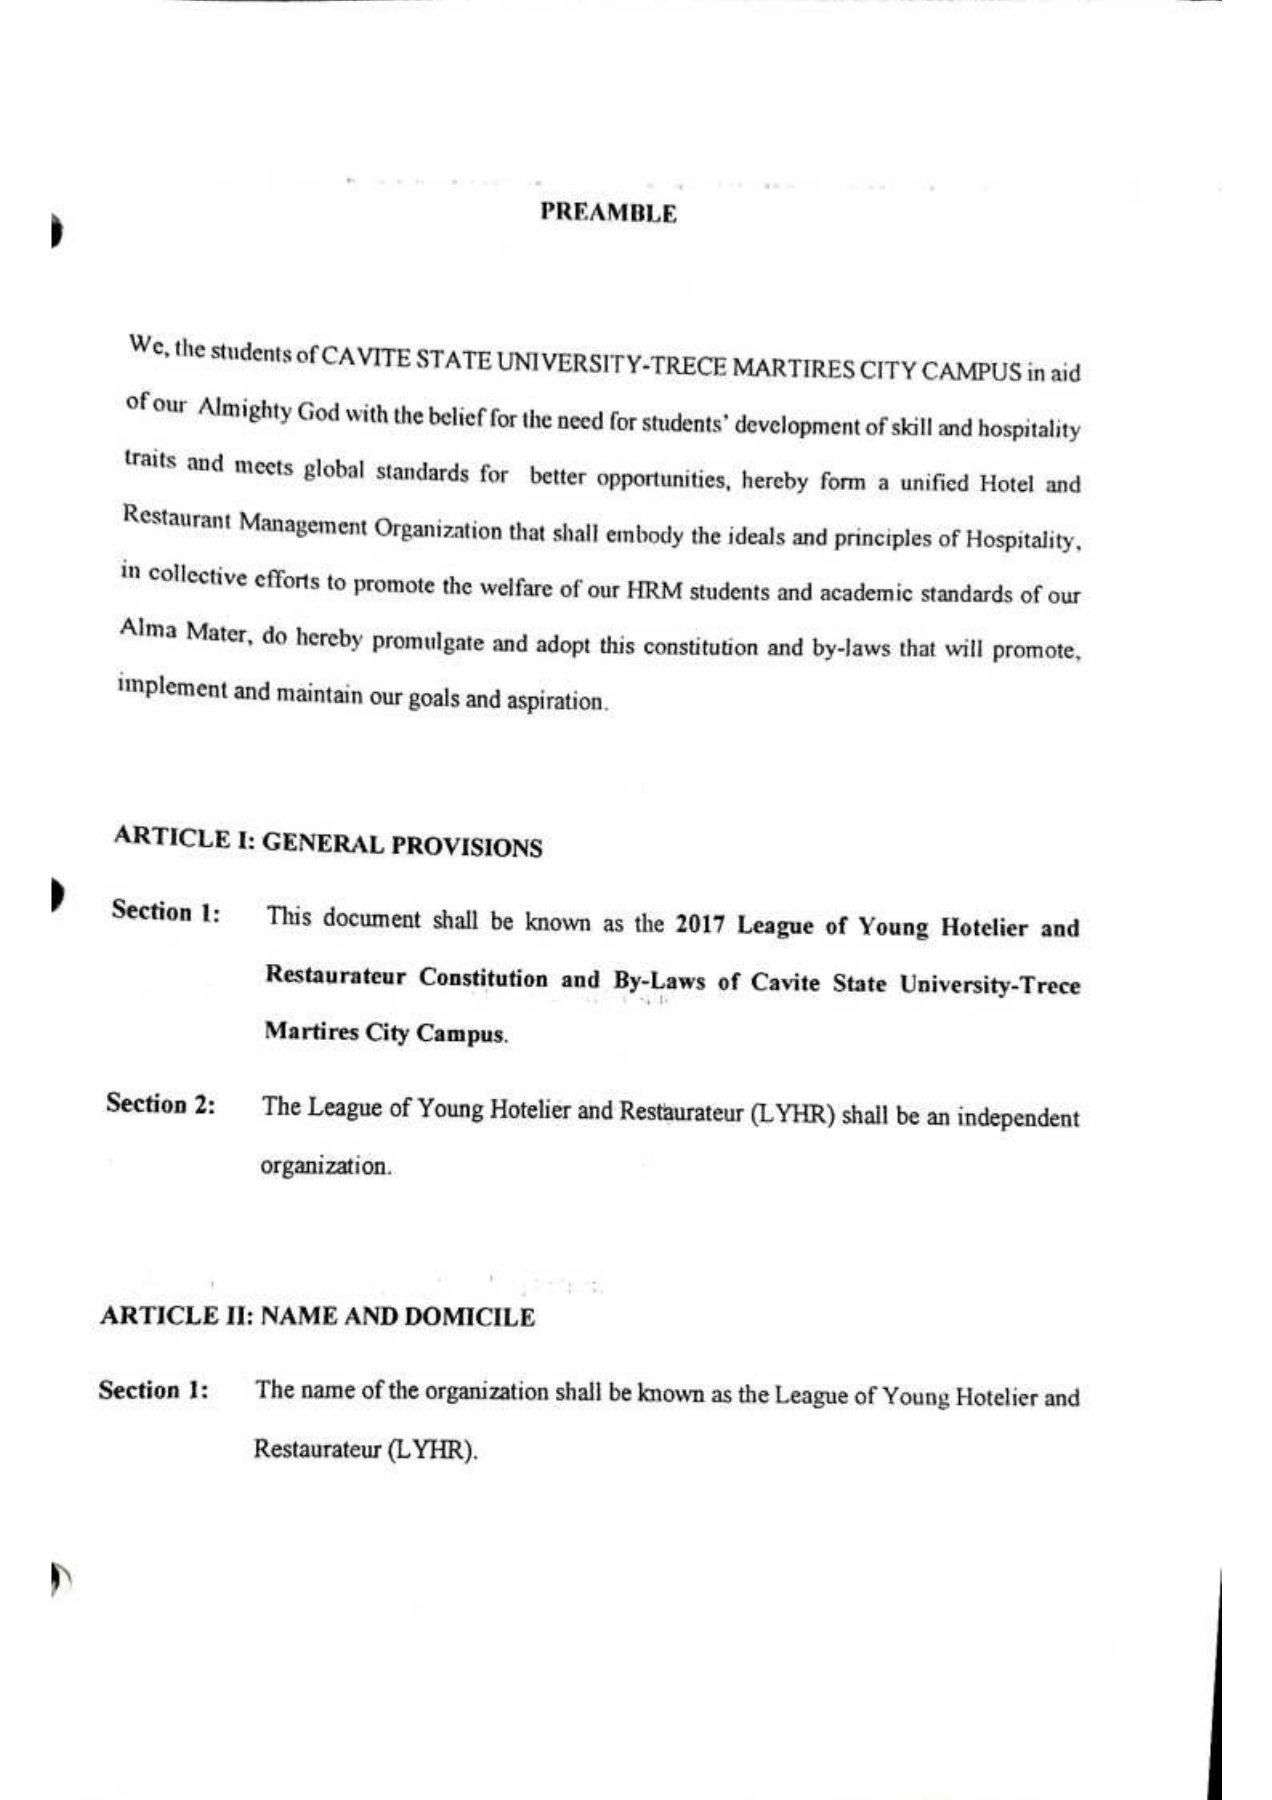 PREAMBLE
We, the students of CAVITE STATE UNIVERSITY-TRECE MARTIRES CITY CAMPUS in aid
of our Almighty God with the belief for the need for students' development of skill and hospitality
traits and meets global standards for better opportunities, hereby form a unified Hotel and
Restaurant Management Organization that shall embody the ideals and principles of Hospitality,
in collective efforts to promote the welfare of our HRM students and academic standards of our
Alma Mater, do hereby promulgate and adopt this constitution and by-laws that will promote,
implement and maintain our goals and aspiration.
ARTICLE I: GENERAL PROVISIONS
Section 1: This document shall be known as the 2017 League of Young Hotelier and
Restaurateur Constitution and By-Laws of Cavite State University-Trece
Martires City Campus.
Section 2: The League of Young Hotelier and Restaurateur (LYHR) shall be an independent
organization.
ARTICLE II: NAME AND DOMICILE
Section 1: The name of the organization shall be known as the League of Young Hotelier and
Restaurateur (LYHR).